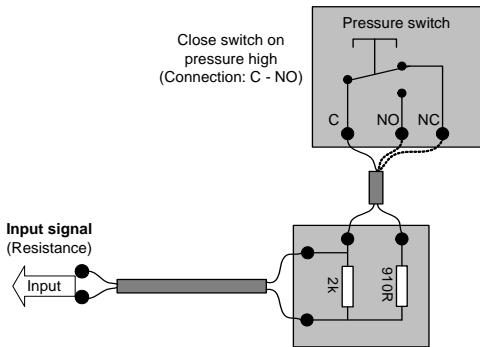 Pressure switch
Close switch on
pressure high
(Connection: C - NO)
C NO NC
Input signal
(Resistance)
Input
2k
910R